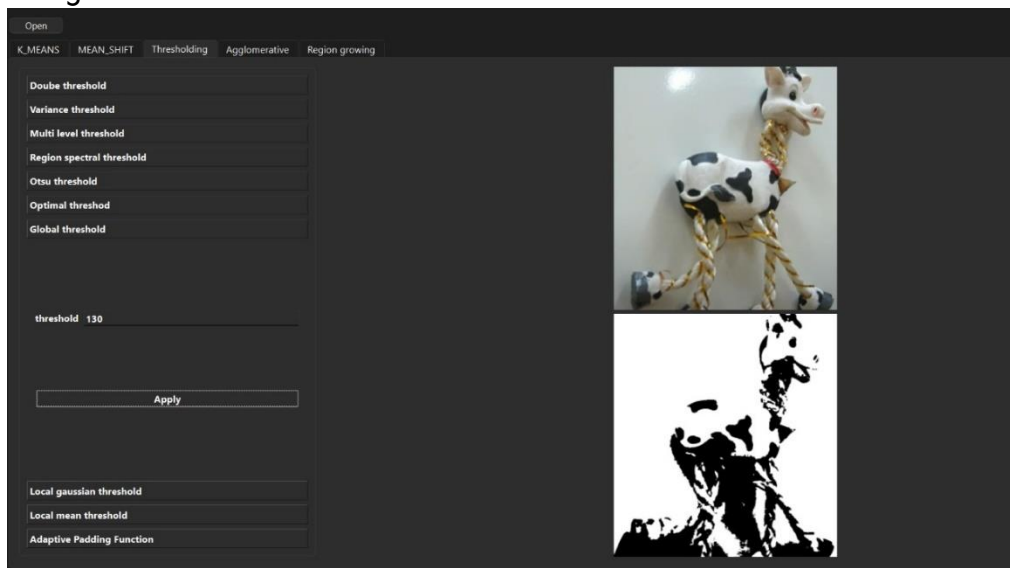 Open
K_MEANS MEAN_SHIFT Thresholding Agglomerative Region growing
Doube threshold
Variance threshold
Multi level threshold
Region spectral threshold
Otsu threshold
Optimal threshod
Global threshold
threshold 130
Apply
Local gaussian threshold
Local mean threshold
Adaptive Padding Function